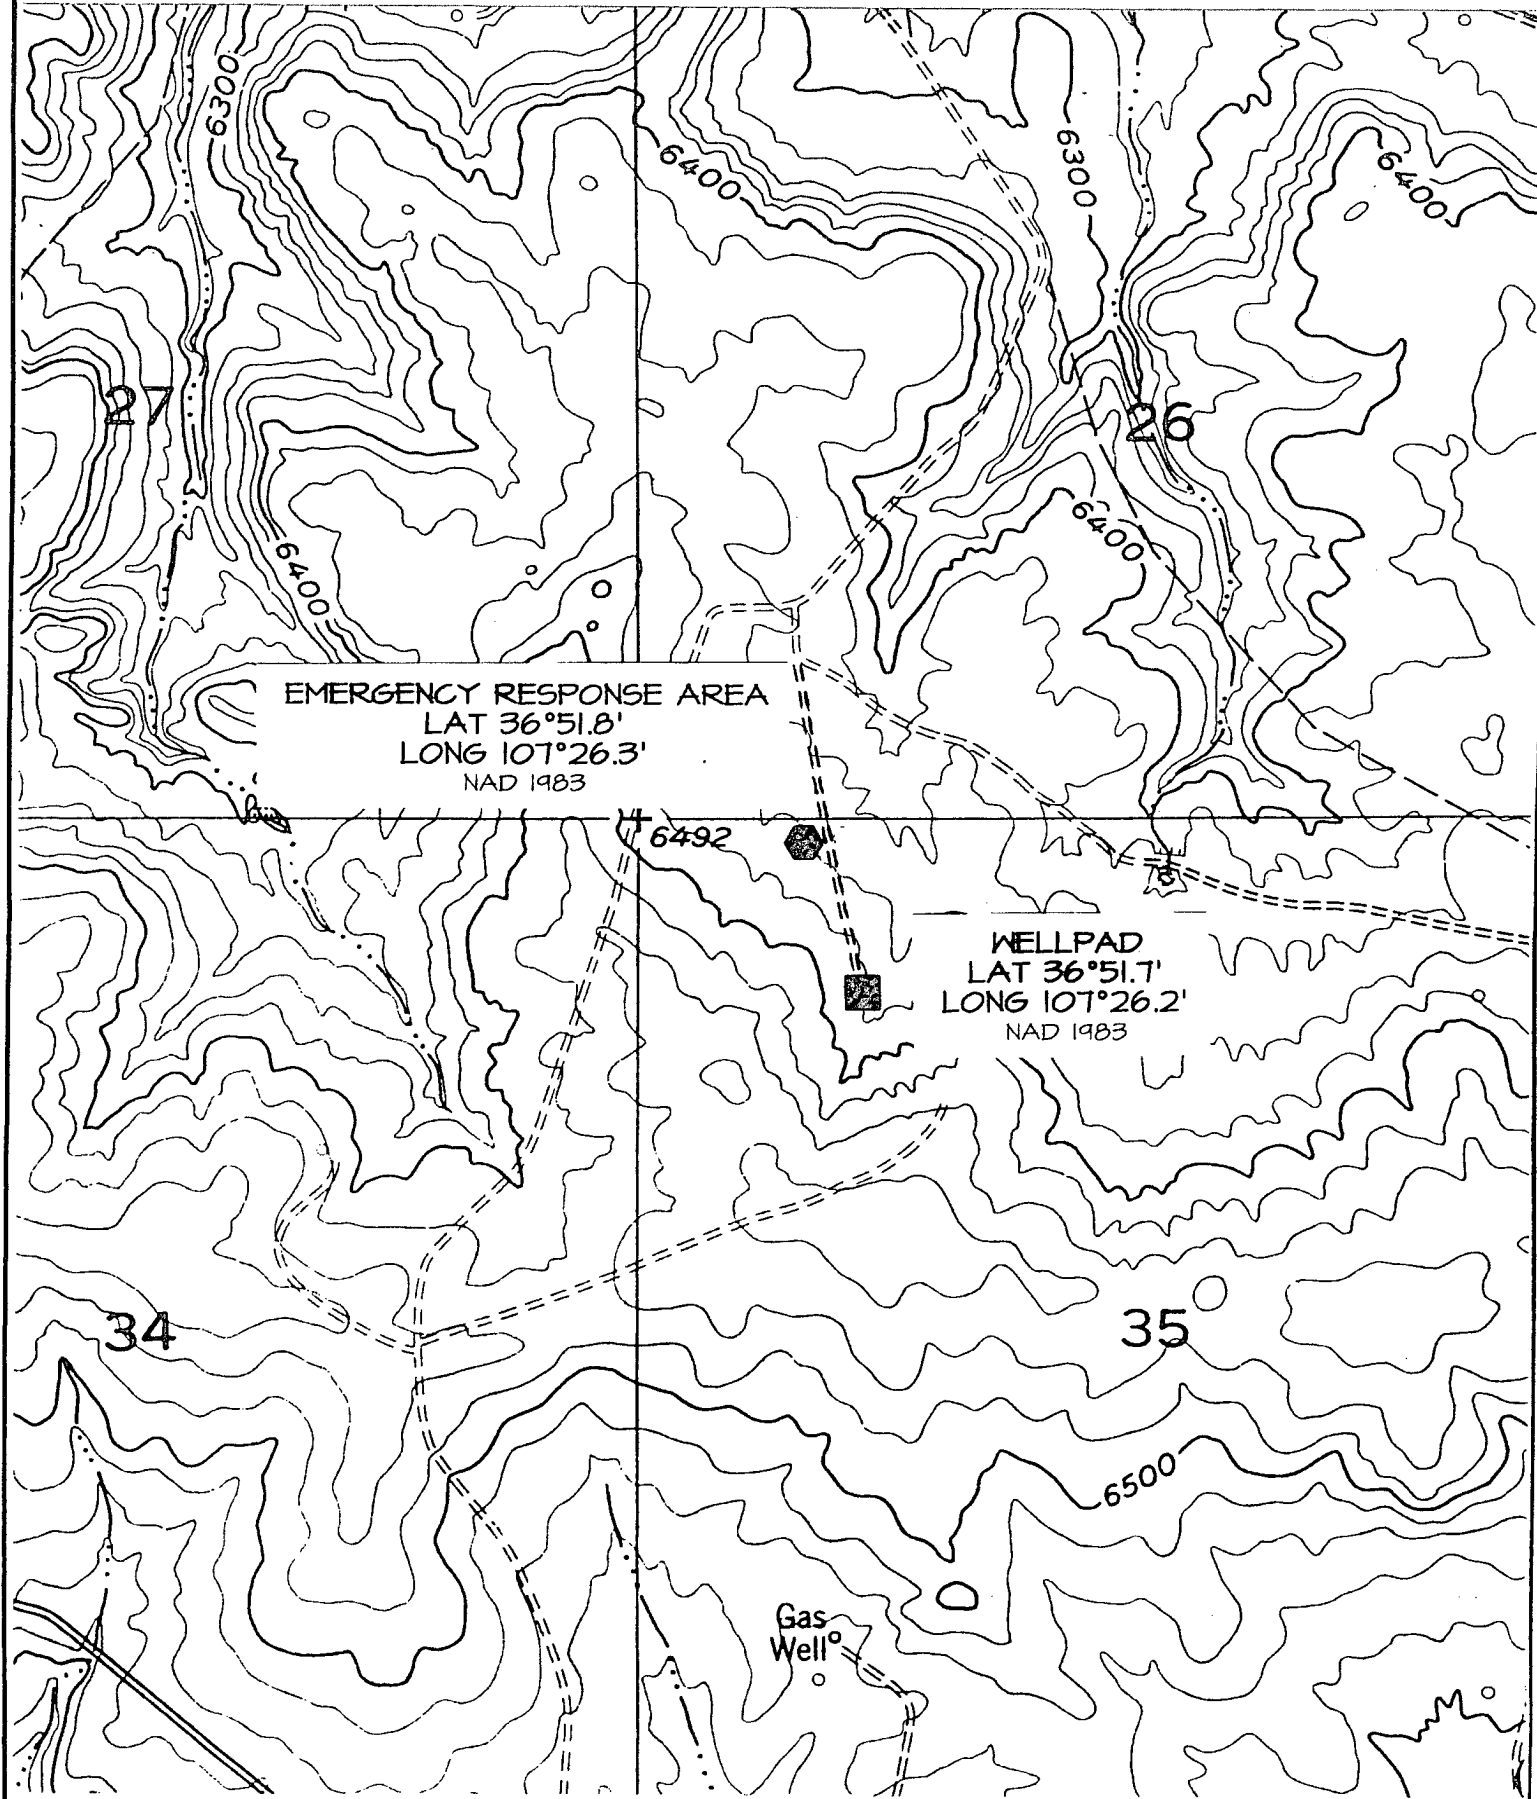 6300
6300
6400
6400
27
26
6400
6400
EMERGENCY RESPONSE AREA
LAT 36°51.8'
LONG 107°26.3'
NAD 1983
6492
WELLPAD
LAT 36°51.7'
LONG 107°26.2'
NAD 1983
34
35
6500
Gas
Well